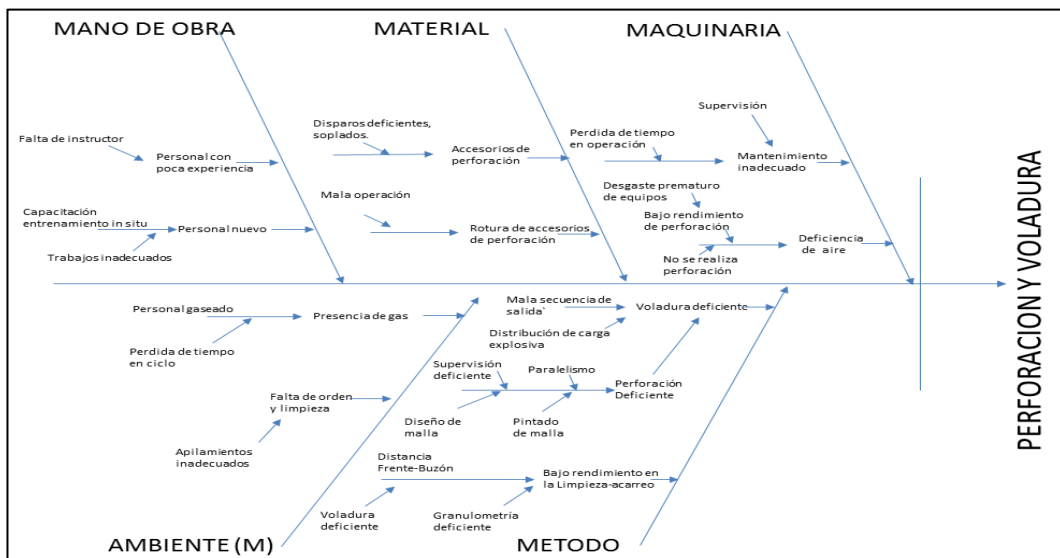 MANO DE OBRA
MATERIAL
MAQUINARIA
Falta de instructor
Personal con
poca experiencia
Capacitación
entrenamiento in situ
Personal nuevo
Trabajos inadecuados
Disparos deficientes,
soplados.
Accesorios de
perforación
Mala operación
Rotura de accesorios
de perforación
Supervisión
Perdida de tiempo
en operación
Mantenimiento
inadecuado
Desgaste prematuro
de equipos
Bajo rendimiento
de perforación
No se realiza
perforación
Deficiencia
de aire
PERFORACION Y VOLADURA
Personal gaseado
Presencia de gas
Perdida de tiempo
en ciclo
Falta de orden
y limpieza
Apilamientos
inadecuados
Mala secuencia de
salida`
Voladura deficiente
Distribución de carga
explosiva
Supervisión
deficiente
Paralelismo
Perforación
Deficiente
Diseño de
malla
Pintado
de malla
Distancia
Frente-Buzón
Bajo rendimiento en
la Limpieza-acarreo
Voladura
deficiente
Granulometría
deficiente
AMBIENTE (M)
METODO